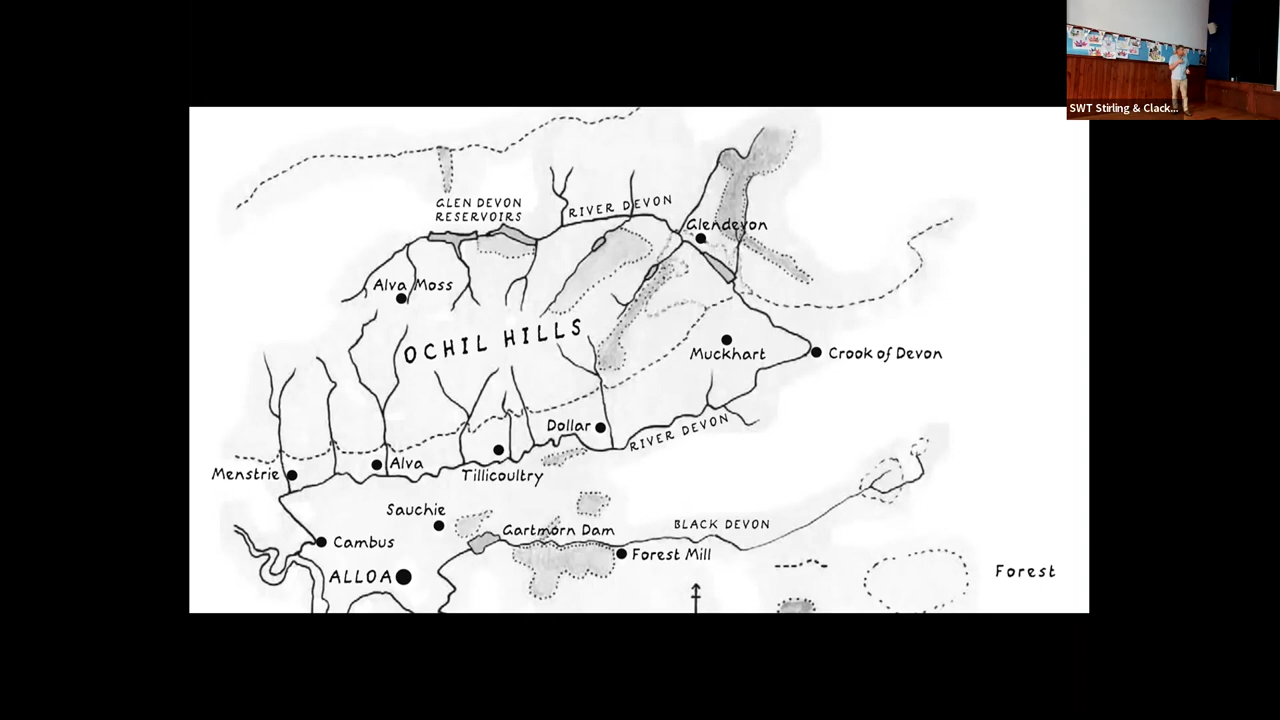 SWT Stirling & Clack...
GLEN DEVON
RESERVOIRS
RIVER DEVON
Glendevon
Alva Moss
OCHIL HILLS
Muckhart
Crook of Devon
Dollar
RIVER DEVON
Menstrie
Alva
Tillicoultry
Sauchie
Gartmorn Dam
BLACK DEVON
Cambus
Forest Mill
ALLOA
Forest